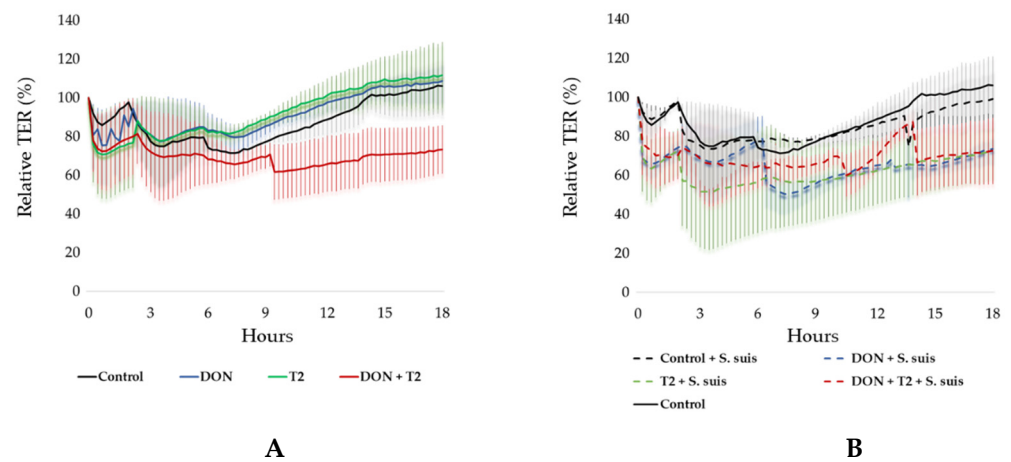 140
120
100
80
60
40
20
0
Relative TER (%)
0 3 6 9 12 15 18
Hours
Control DON T2 DON + T2
A
140
120
100
80
60
40
20
0
Relative TER (%)
0 3 6 9 12 15 18
Hours
Control + S. suis DON + S. suis
T2 + S. suis DON + T2 + S. suis
Control
B